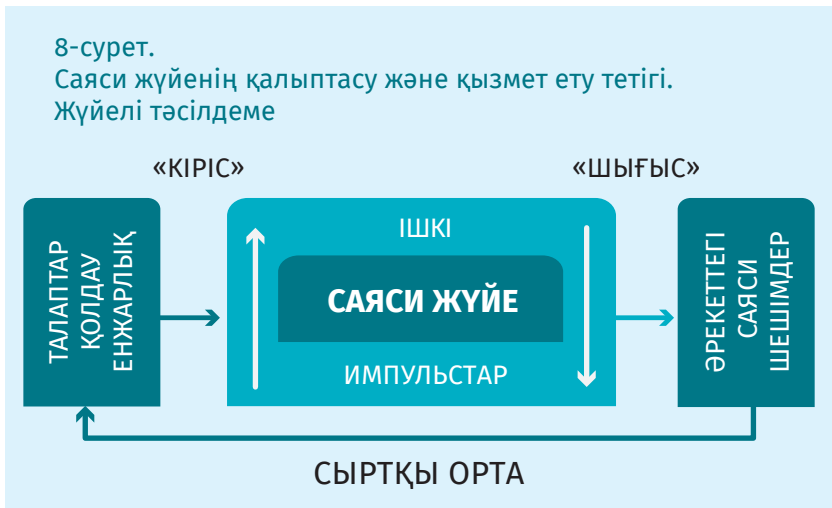 8-сурет.
Саяси жүйенің қалыптасу және қызмет ету тетігі.
Жүйелі тәсілдеме
«КІРІС»
«ШЫҒЫС»
ТАЛАПТАР
ҚОЛДАУ
ЕНЖАРЛЫҚ
ІШКІ
САЯСИ ЖҮЙЕ
ИМПУЛЬСТАР
ӘРЕКЕТТЕГІ
САЯСИ
ШЕШІМДЕР
СЫРТҚЫ ОРТА